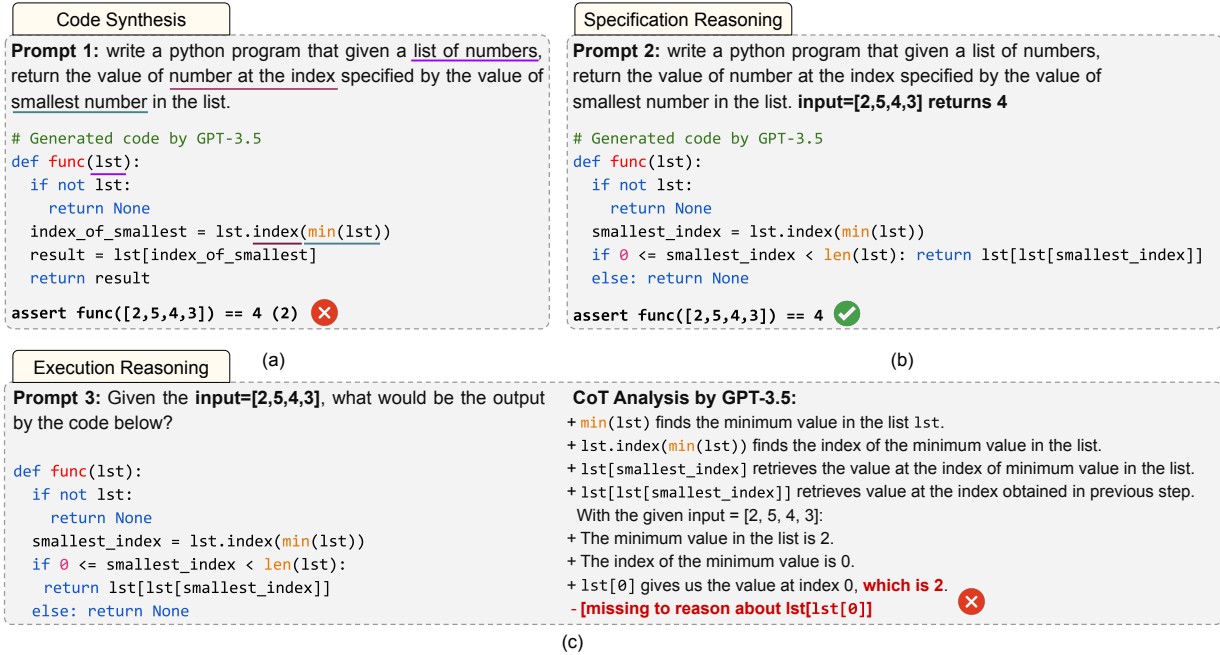 Code Synthesis
Prompt 1: write a python program that given a list of numbers,
return the value of number at the index specified by the value of
smallest number in the list.
# Generated code by GPT-3.5
def func(lst):
  if not lst:
    return None
  index_of_smallest = lst.index(min(lst))
  result = lst[index_of_smallest]
  return result
assert func([2,5,4,3]) == 4 (2)
(a)
Specification Reasoning
Prompt 2: write a python program that given a list of numbers,
return the value of number at the index specified by the value of
smallest number in the list. input=[2,5,4,3] returns 4
# Generated code by GPT-3.5
def func(lst):
  if not lst:
    return None
  smallest_index = lst.index(min(lst))
  if 0 <= smallest_index < len(lst): return lst[lst[smallest_index]]
  else: return None
assert func([2,5,4,3]) == 4
(b)
Execution Reasoning
Prompt 3: Given the input=[2,5,4,3], what would be the output
by the code below?
def func(lst):
  if not lst:
    return None
  smallest_index = lst.index(min(lst))
  if 0 <= smallest_index < len(lst):
   return lst[lst[smallest_index]]
  else: return None
CoT Analysis by GPT-3.5:
+ min(lst) finds the minimum value in the list lst.
+ lst.index(min(lst)) finds the index of the minimum value in the list.
+ lst[smallest_index] retrieves the value at the index of minimum value in the list.
+ lst[lst[smallest_index]] retrieves value at the index obtained in previous step.
With the given input = [2, 5, 4, 3]:
+ The minimum value in the list is 2.
+ The index of the minimum value is 0.
+ lst[0] gives us the value at index 0, which is 2.
- [missing to reason about lst[lst[0]]
(c)